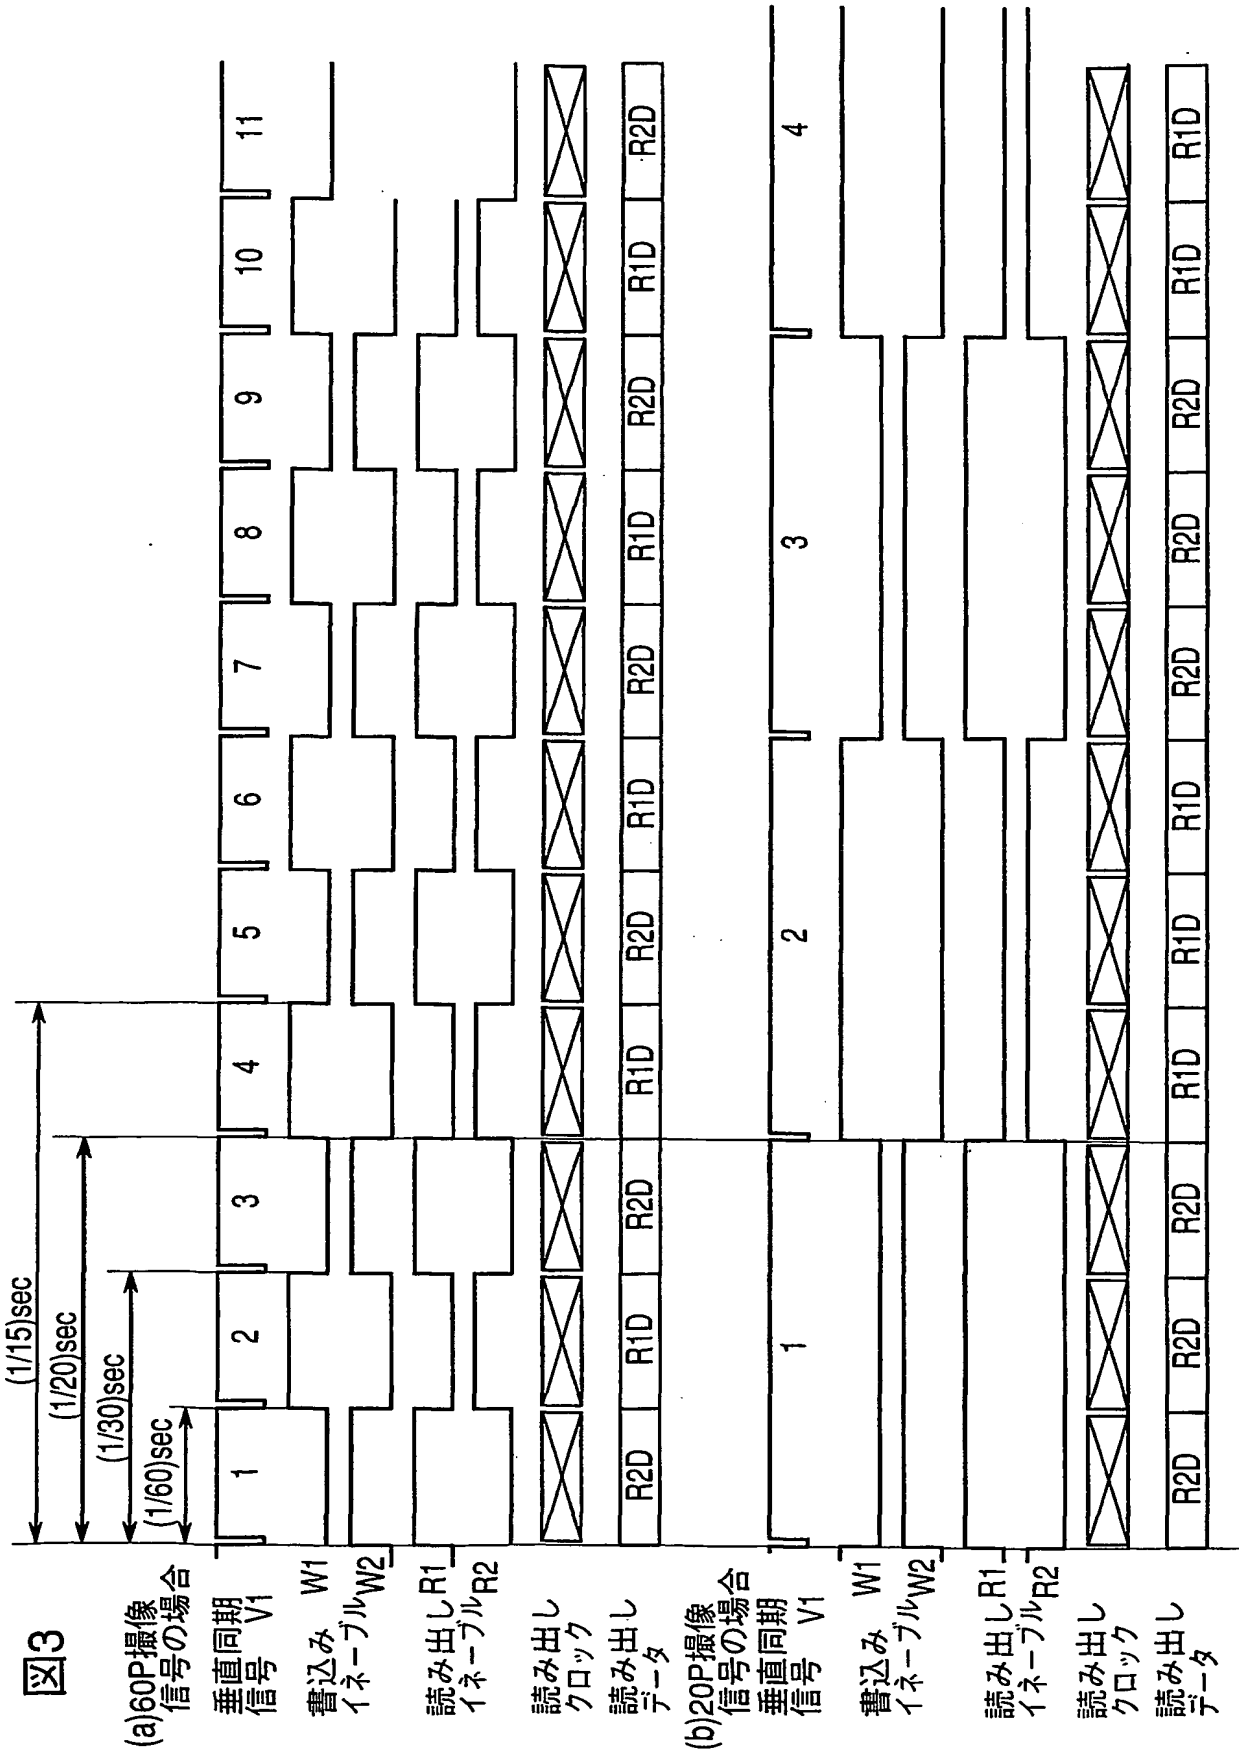 図3
(1/15)sec
(1/20)sec
(1/30)sec
(1/60)sec
(a)60P撮像
信号の場合
垂直同期
信号 V1
1 2 3 4 5 6 7 8 9 10 11
書込み
イネーブル
W1
W2
読み出し
イネーブル
R1
R2
読み出し
クロック
読み出し
データ
R2D R1D R2D R1D R2D R1D R2D R1D R2D R1D R2D
(b)20P撮像
信号の場合
垂直同期
信号 V1
1 2 3 4
書込み
イネーブル
W1
W2
読み出し
イネーブル
R1
R2
読み出し
クロック
読み出し
データ
R2D R2D R2D R1D R1D R1D R2D R2D R2D R1D R1D